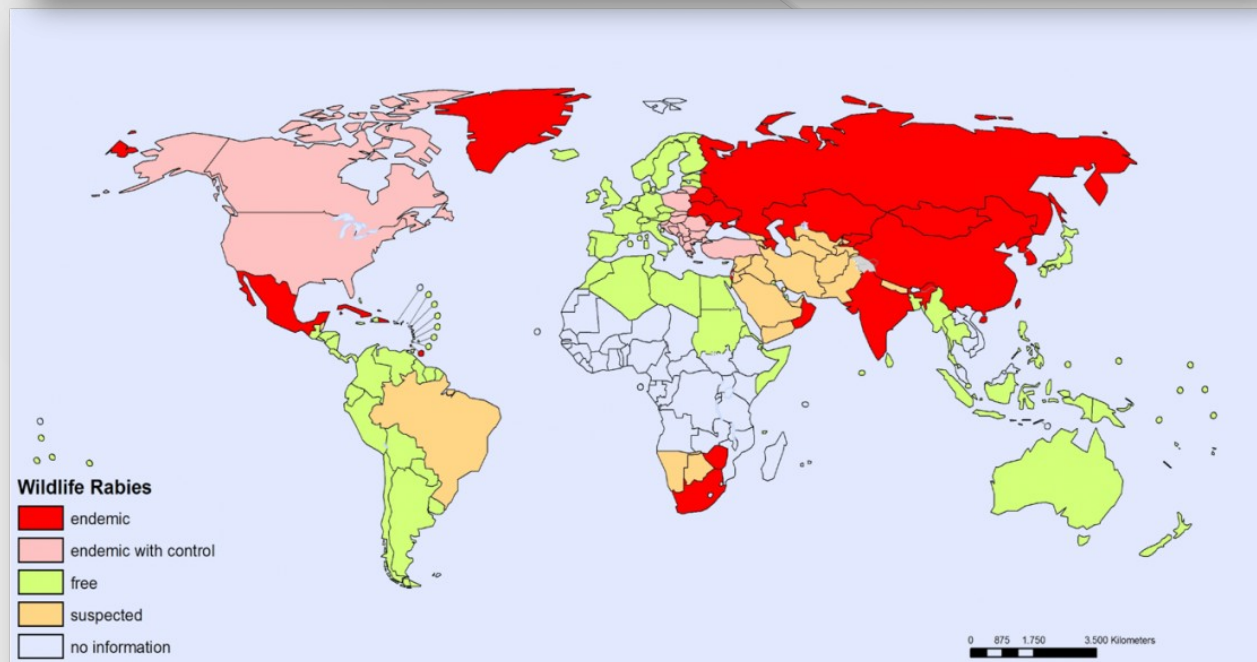 Wildlife Rabies
endemic
endemic with control
free
suspected
no information
0 875 1.750 3.500 Kilometers